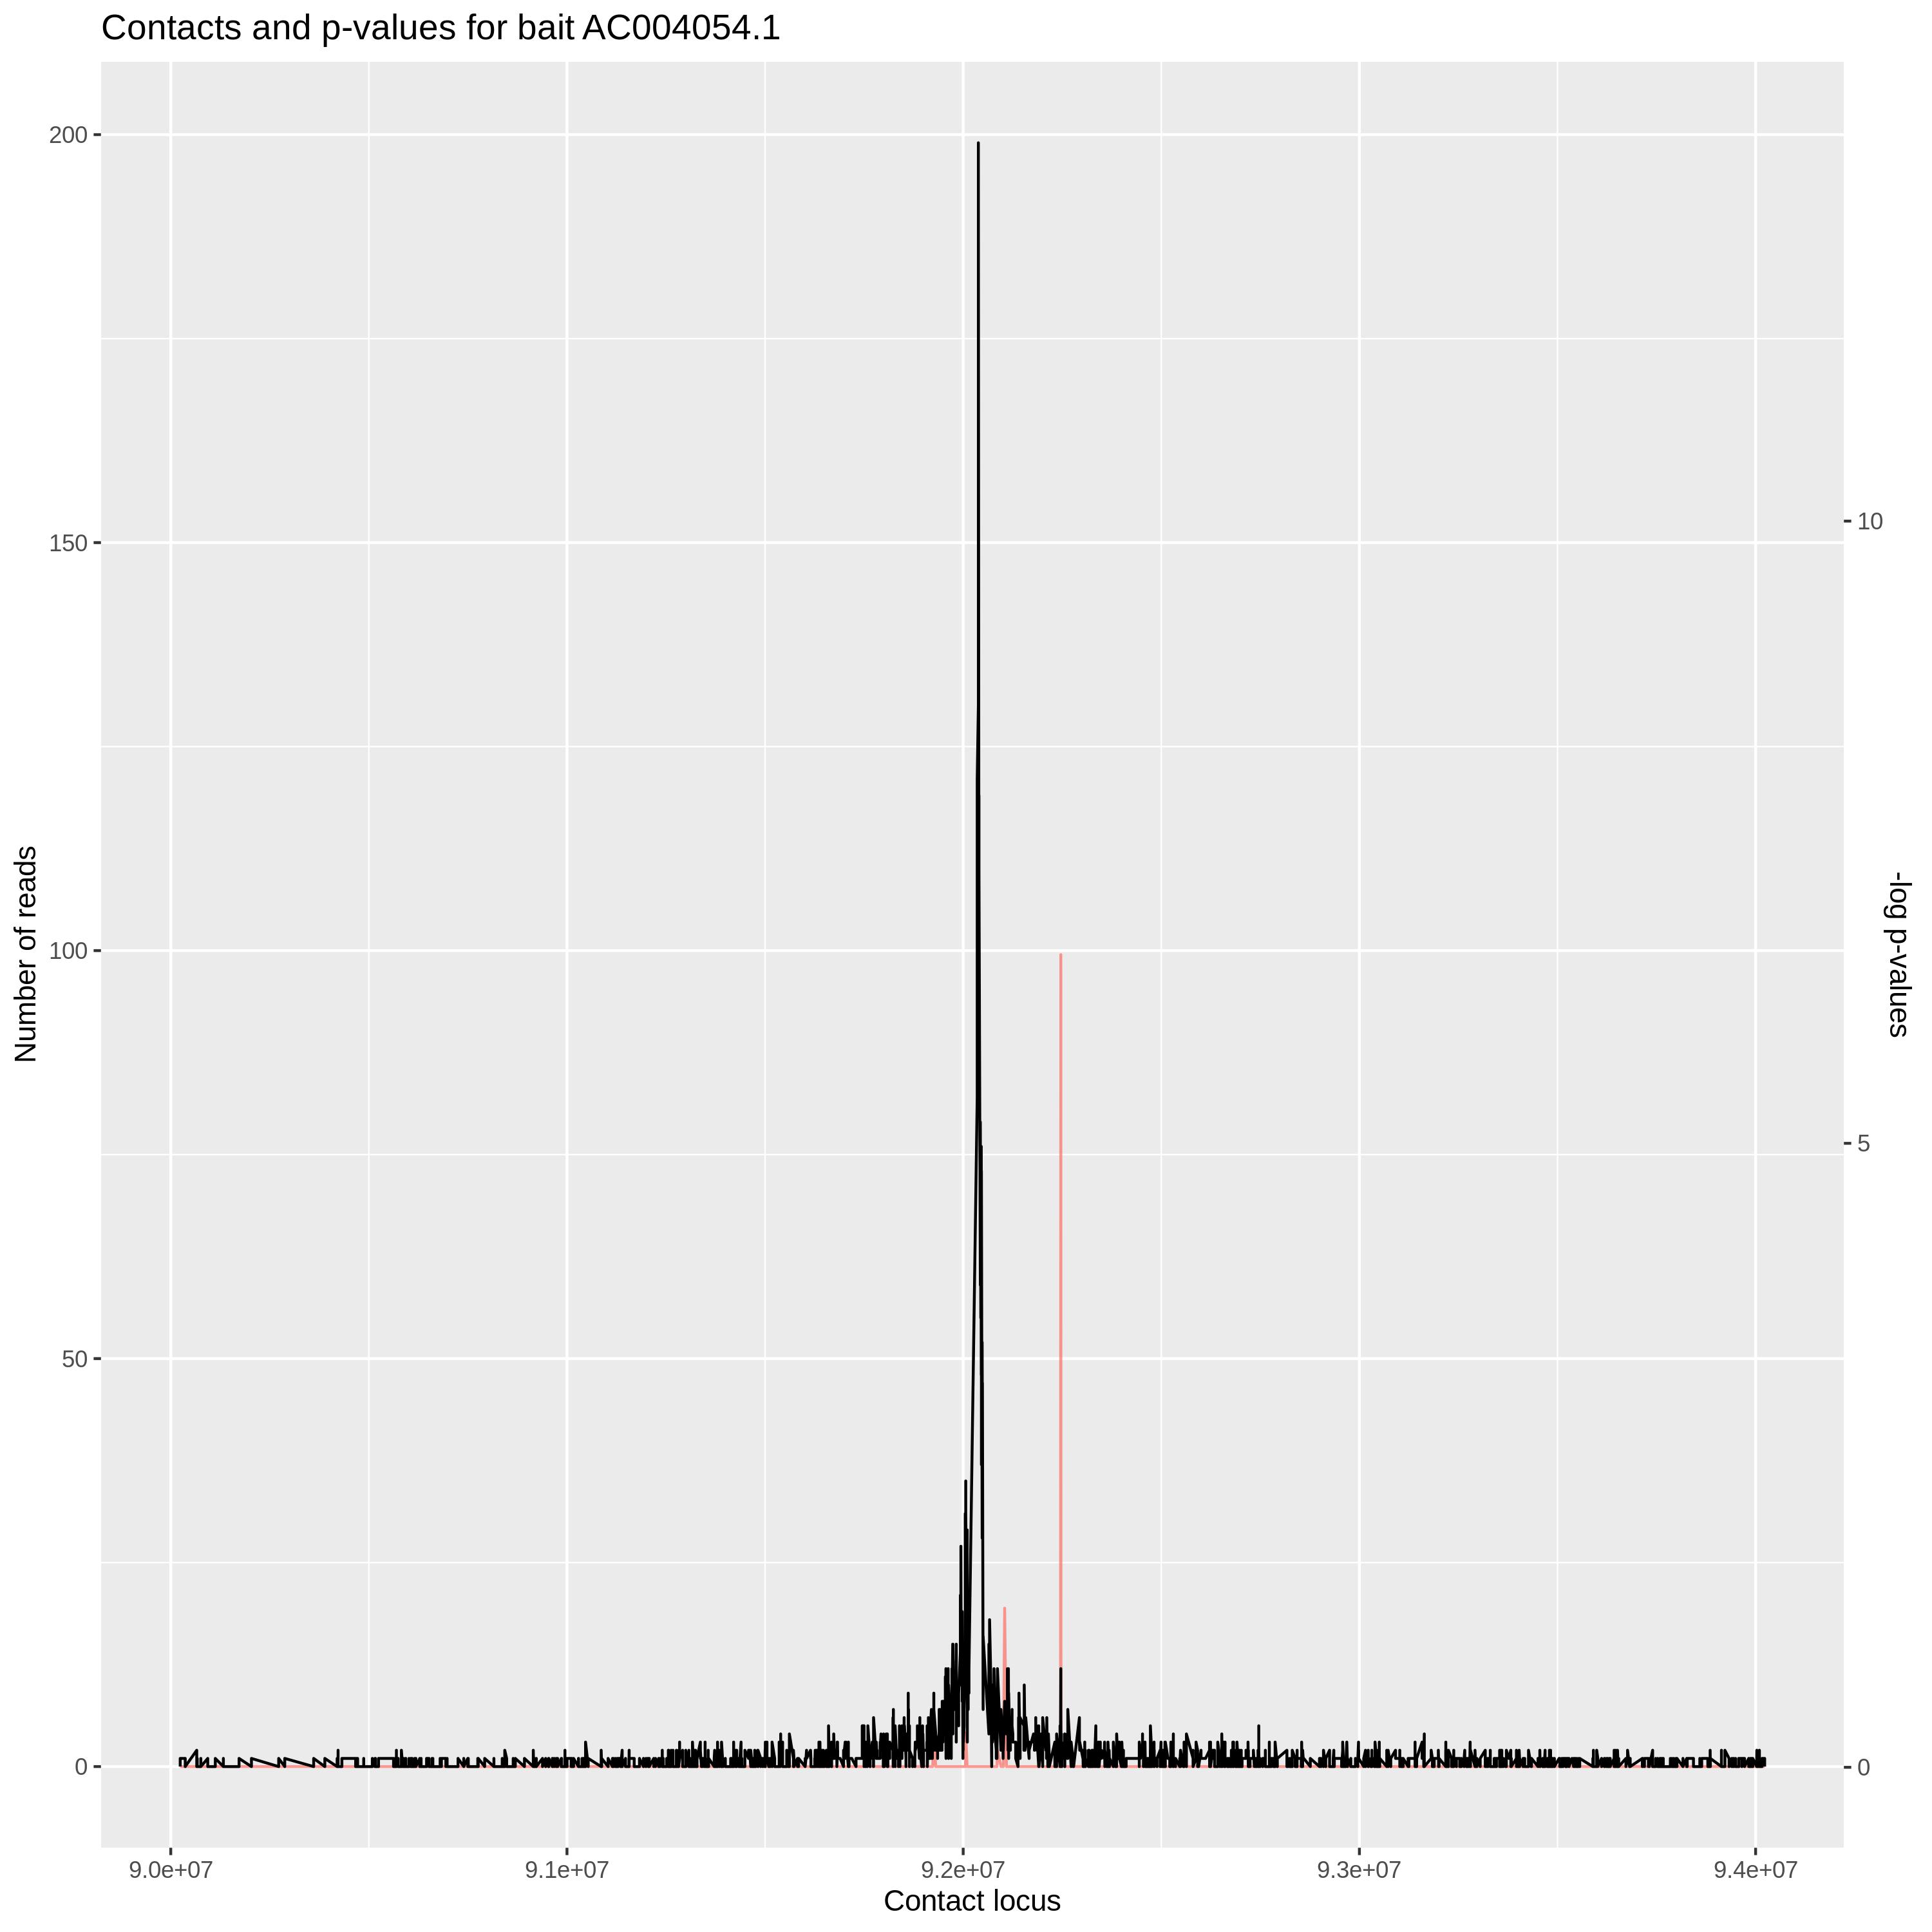 Contacts and p-values for bait AC004054.1
200
150
100
50
0
Number of reads
10
5
0
-log p-values
9.0e+07
9.1e+07
9.2e+07
9.3e+07
9.4e+07
Contact locus